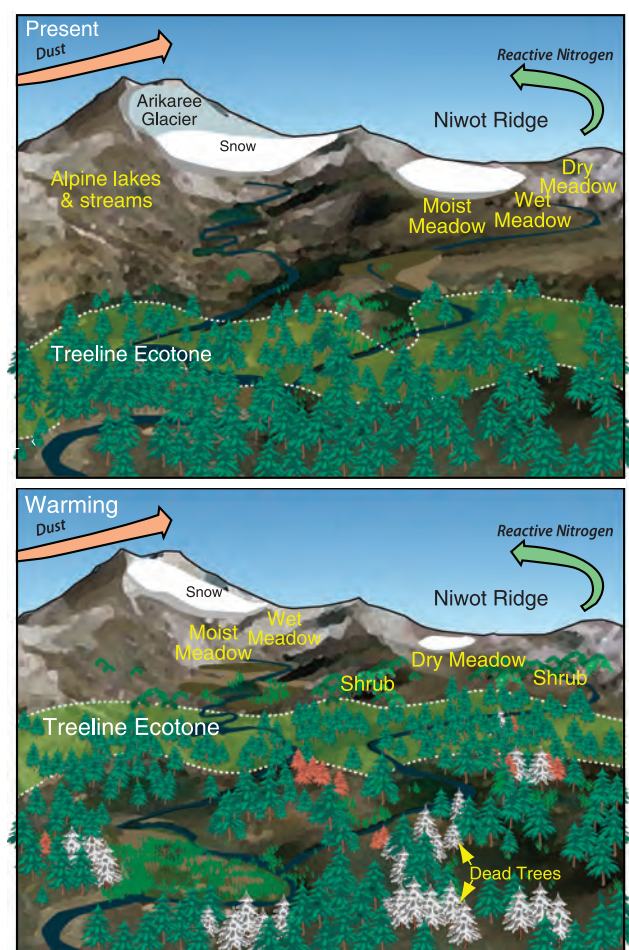 Present
Dust
Reactive Nitrogen
Arikaree
Glacier
Niwot Ridge
Snow
Alpine lakes
& streams
Dry
Meadow
Moist
Meadow
Wet
Meadow
Treeline Ecotone
Warming
Dust
Reactive Nitrogen
Snow
Niwot Ridge
Wet
Meadow
Moist
Meadow
Dry Meadow
Shrub
Shrub
Treeline Ecotone
Dead Trees